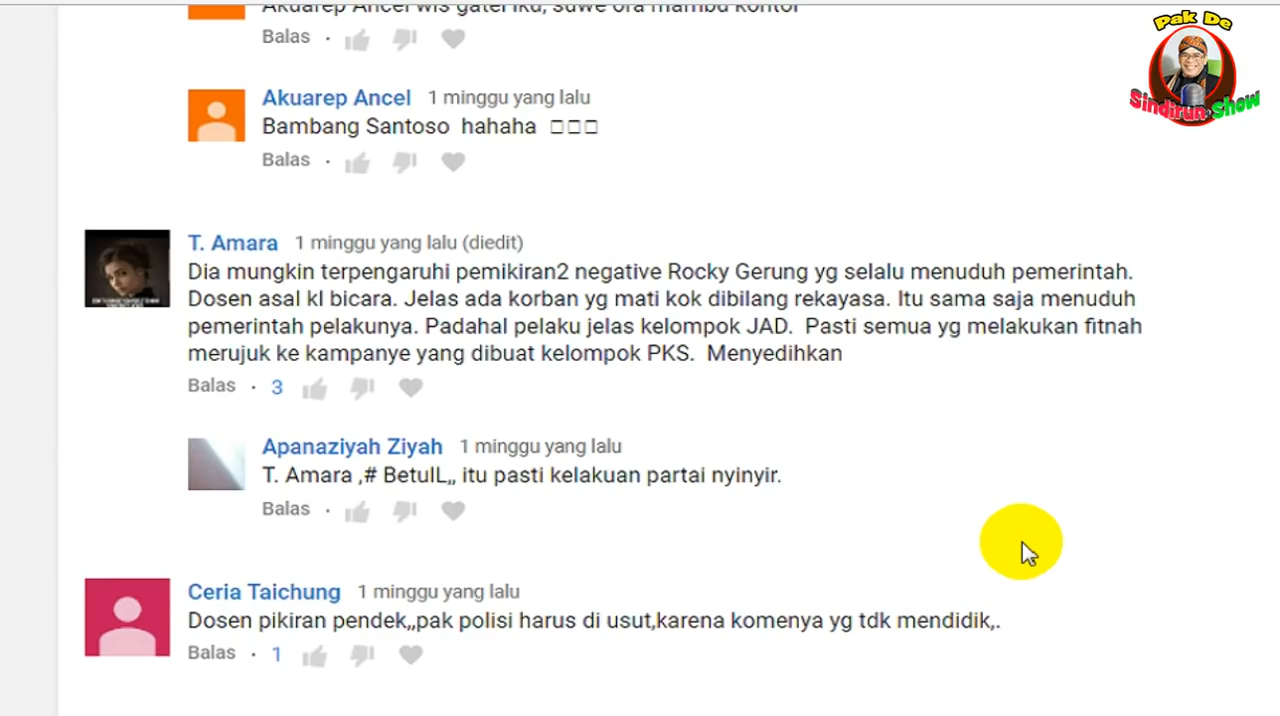 Akuarep Ancel wis gatel iku, suwe ora mambu kontol
Balas ·
Akuarep Ancel 1 minggu yang lalu
Bambang Santoso hahaha □□□
Balas ·
T. Amara 1 minggu yang lalu (diedit)
Dia mungkin terpengaruhi pemikiran2 negative Rocky Gerung yg selalu menuduh pemerintah.
Dosen asal kl bicara. Jelas ada korban yg mati kok dibilang rekayasa. Itu sama saja menuduh
pemerintah pelakunya. Padahal pelaku jelas kelompok JAD. Pasti semua yg melakukan fitnah
merujuk ke kampanye yang dibuat kelompok PKS. Menyedihkan
Balas · 3
Apanaziyah Ziyah 1 minggu yang lalu
T. Amara ,# BetulL,, itu pasti kelakuan partai nyinyir.
Balas ·
Ceria Taichung 1 minggu yang lalu
Dosen pikiran pendek,,pak polisi harus di usut,karena komenya yg tdk mendidik,.
Balas · 1
Pak De
Sindirun Show